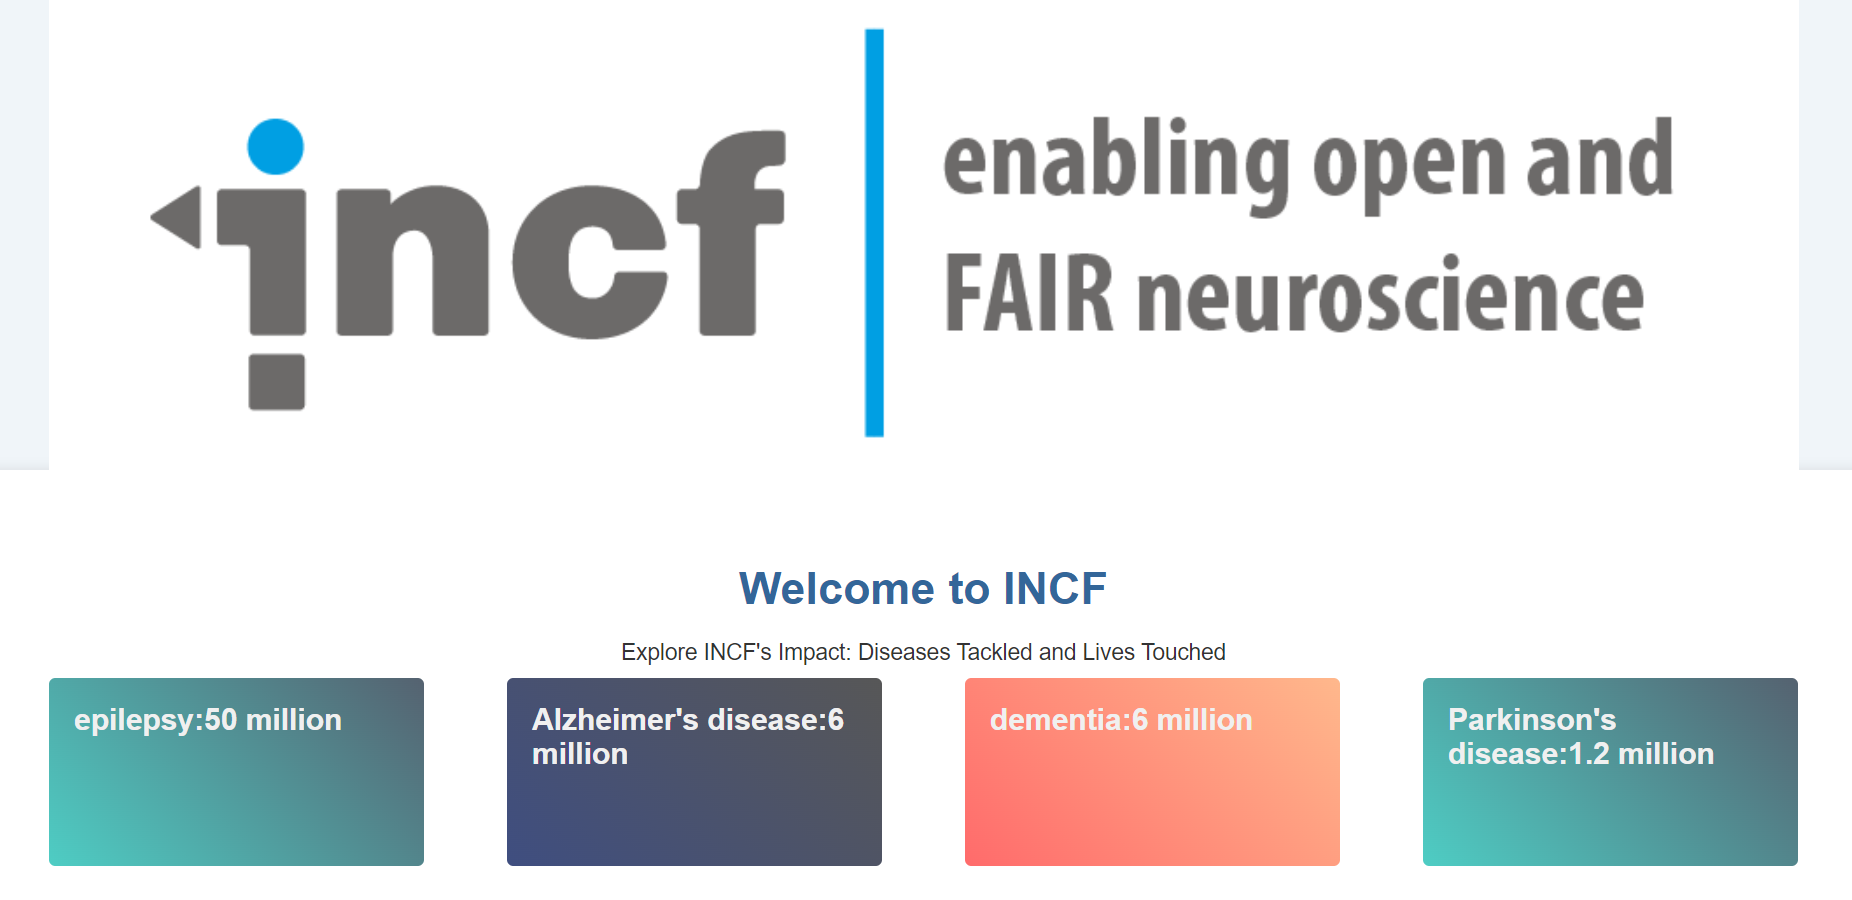 incf
enabling open and
FAIR neuroscience
Welcome to INCF
Explore INCF's Impact: Diseases Tackled and Lives Touched
epilepsy:50 million
Alzheimer's disease:6
million
dementia:6 million
Parkinson's
disease:1.2 million